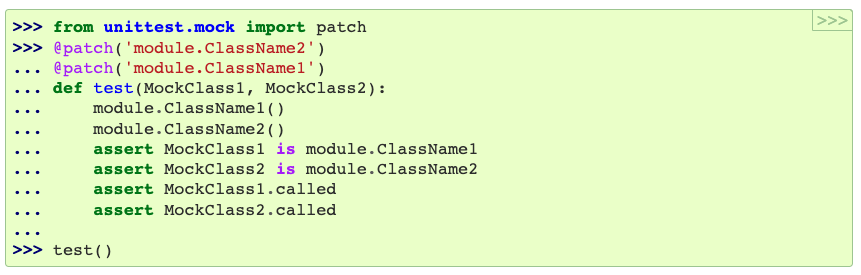 >>>
>>> from unittest.mock import patch
>>> @patch('module.ClassName2')
... @patch('module.ClassName1')
... def test(MockClass1, MockClass2):
...     module.ClassName1()
...     module.ClassName2()
...     assert MockClass1 is module.ClassName1
...     assert MockClass2 is module.ClassName2
...     assert MockClass1.called
...     assert MockClass2.called
...
>>> test()